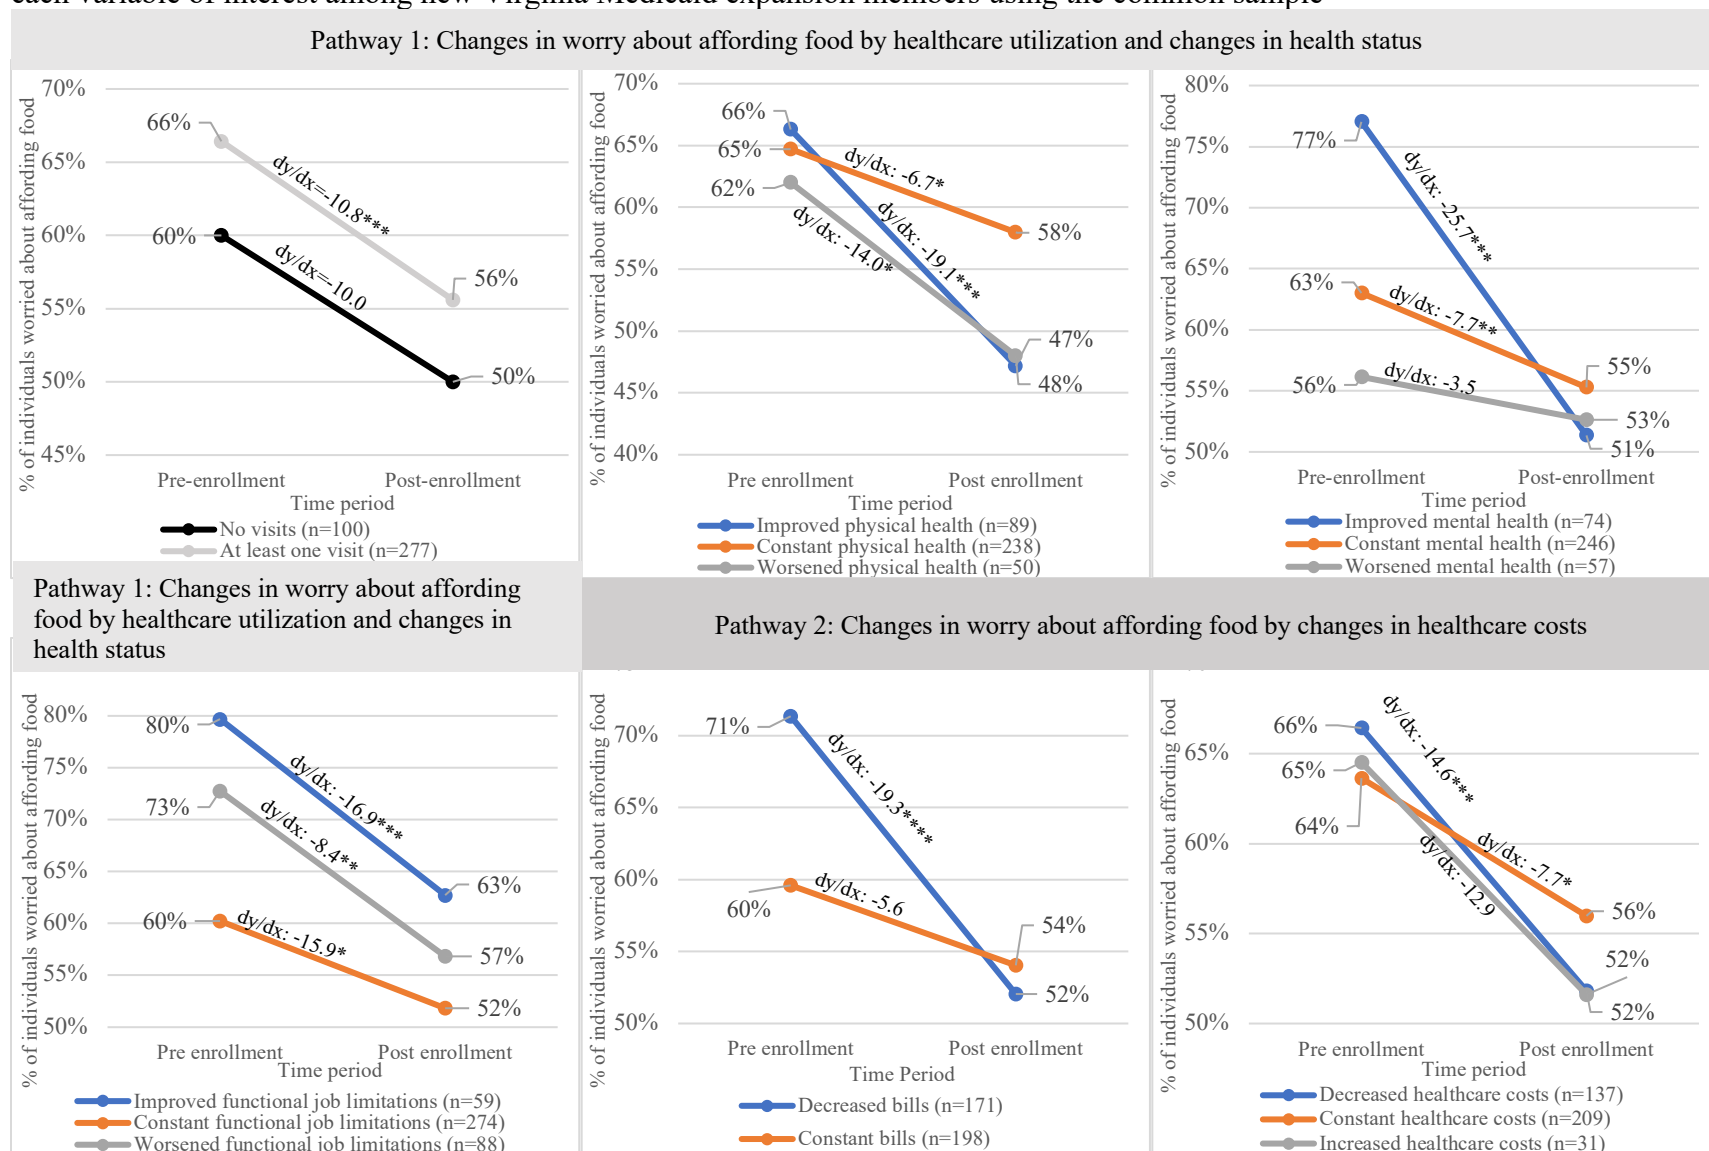 each variable of interest among new Virginia Medicaid expansion members using the common sample
Pathway 1: Changes in worry about affording food by healthcare utilization and changes in health status
% of individuals worried about affording food
70%
65%
60%
55%
50%
45%
66%
60%
dy/dx=-10.8***
dy/dx=-10.0
56%
50%
Pre-enrollment
Post-enrollment
Time period
No visits (n=100)
At least one visit (n=277)
% of individuals worried about affording food
70%
65%
60%
55%
50%
45%
40%
66%
65%
62%
dy/dx: -6.7*
dy/dx: -19.1***
dy/dx: -14.0*
58%
47%
48%
Pre enrollment
Post enrollment
Time period
Improved physical health (n=89)
Constant physical health (n=238)
Worsened physical health (n=50)
% of individuals worried about affording food
80%
75%
70%
65%
60%
55%
50%
77%
63%
56%
dy/dx: -25.7***
dy/dx: -7.7**
dy/dx: -3.5
55%
53%
51%
Pre-enrollment
Post-enrollment
Time period
Improved mental health (n=74)
Constant mental health (n=246)
Worsened mental health (n=57)
Pathway 1: Changes in worry about affording
food by healthcare utilization and changes in
health status
% of individuals worried about affording food
80%
75%
70%
65%
60%
55%
50%
80%
73%
60%
dy/dx: -16.9***
dy/dx: -8.4**
dy/dx: -15.9*
63%
57%
52%
Pre enrollment
Post enrollment
Time period
Improved functional job limitations (n=59)
Constant functional job limitations (n=274)
Worsened functional job limitations (n=88)
Pathway 2: Changes in worry about affording food by changes in healthcare costs
% of individuals worried about affording food
70%
65%
60%
55%
50%
71%
60%
dy/dx: -19.3****
dy/dx: -5.6
54%
52%
Pre enrollment
Post enrollment
Time Period
Decreased bills (n=171)
Constant bills (n=198)
% of individuals worried about affording food
65%
60%
55%
50%
66%
65%
64%
dy/dx: -14.6***
dy/dx: -7.7*
dy/dx: -12.9
56%
52%
52%
Pre enrollment
Post enrollment
Time period
Decreased healthcare costs (n=137)
Constant healthcare costs (n=209)
Increased healthcare costs (n=31)